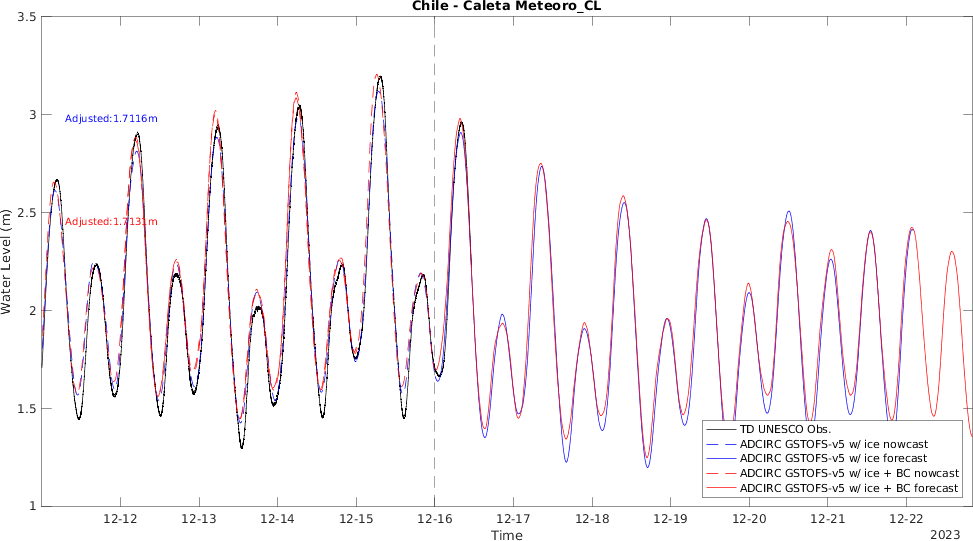 Chile - Caleta Meteoro_CL
3.5
3
2.5
2
1.5
1
Water Level (m)
Adjusted:1.7116m
Adjusted:1.7131m
TD UNESCO Obs.
ADCIRC GSTOFS-v5 w/ ice nowcast
ADCIRC GSTOFS-v5 w/ ice forecast
ADCIRC GSTOFS-v5 w/ ice + BC nowcast
ADCIRC GSTOFS-v5 w/ ice + BC forecast
12-12 12-13 12-14 12-15 12-16 12-17 12-18 12-19 12-20 12-21 12-22
Time
2023